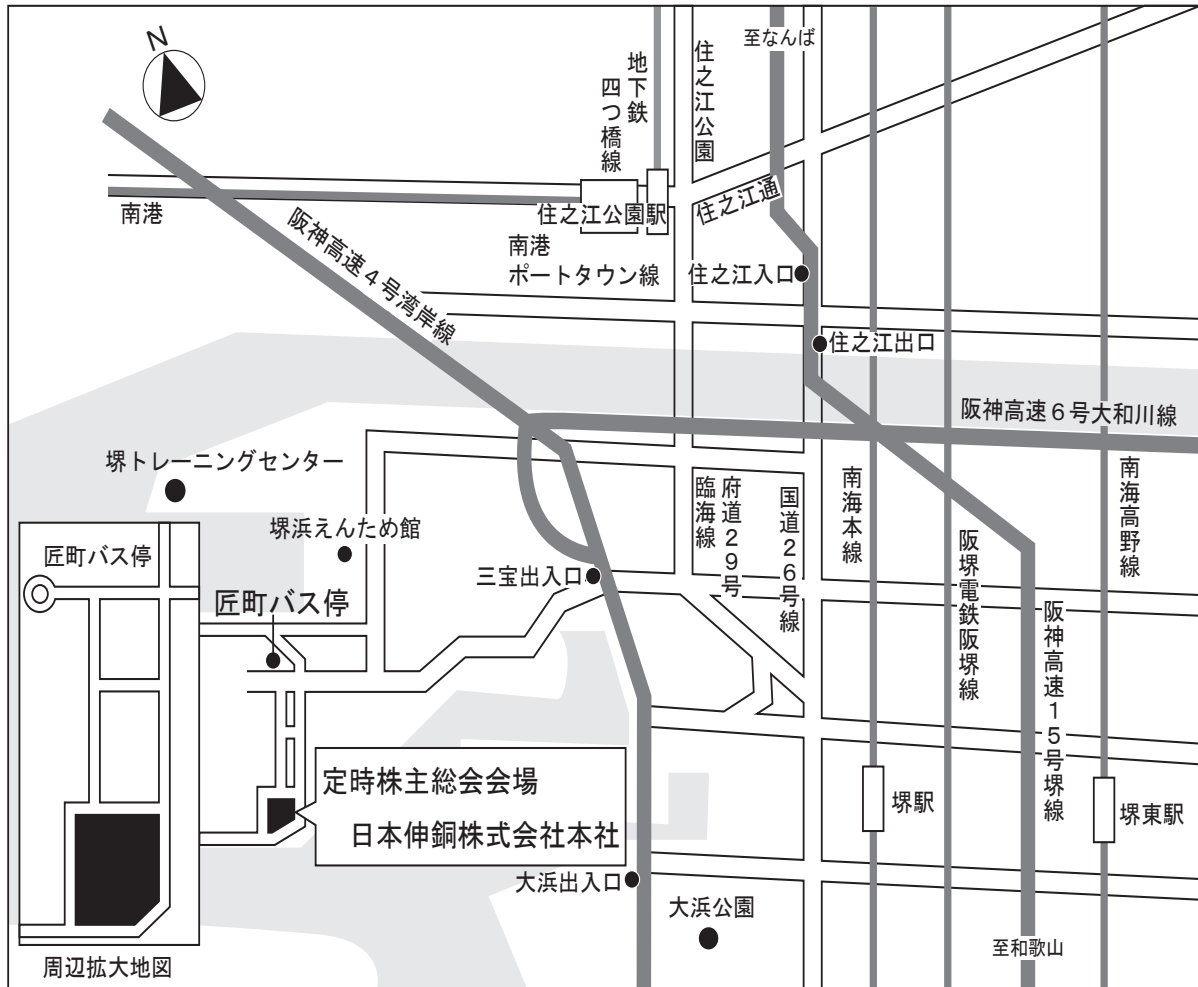 N
至なんば
住之江公園
地下鉄
四つ橋線
南港
住之江公園駅
住之江通
南港
ポートタウン線
住之江入口
阪神高速4号湾岸線
住之江出口
阪神高速6号大和川線
堺トレーニングセンター
堺浜えんため館
府道29号
臨海線
国道26号線
南海本線
阪堺電鉄阪堺線
南海高野線
三宝出入口
匠町バス停
匠町バス停
阪神高速15号堺線
定時株主総会会場
日本伸銅株式会社本社
堺駅
堺東駅
大浜出入口
大浜公園
至和歌山
周辺拡大地図